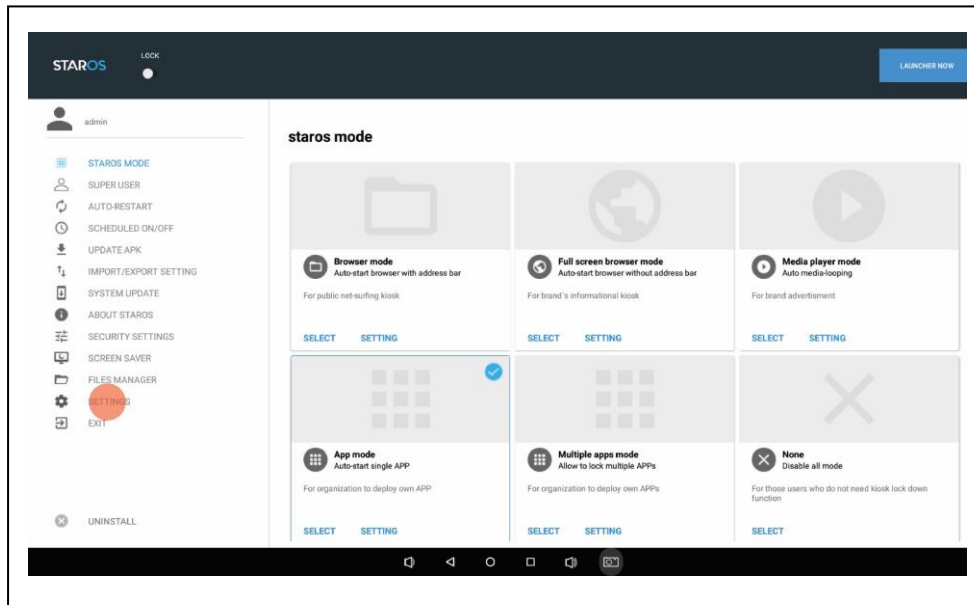 STAROS
LOCK
LAUNCHER NOW
admin
STAROS MODE
SUPER USER
AUTO-RESTART
SCHEDULED ON/OFF
UPDATE APK
IMPORT/EXPORT SETTING
SYSTEM UPDATE
ABOUT STAROS
SECURITY SETTINGS
SCREEN SAVER
FILES MANAGER
SETTINGS
EXIT
UNINSTALL
staros mode
Browser mode
Auto-start browser with address bar
For public net-surfing kiosk
SELECT SETTING
Full screen browser mode
Auto-start browser without address bar
For brand`s informational kiosk
SELECT SETTING
Media player mode
Auto media-looping
For brand advertisment
SELECT SETTING
App mode
Auto-start single APP
For organization to deploy own APP
SELECT SETTING
Multiple apps mode
Allow to lock multiple APPs
For organization to deploy own APPs
SELECT SETTING
None
Disable all mode
For those users who do not need kiosk lock down
function
SELECT